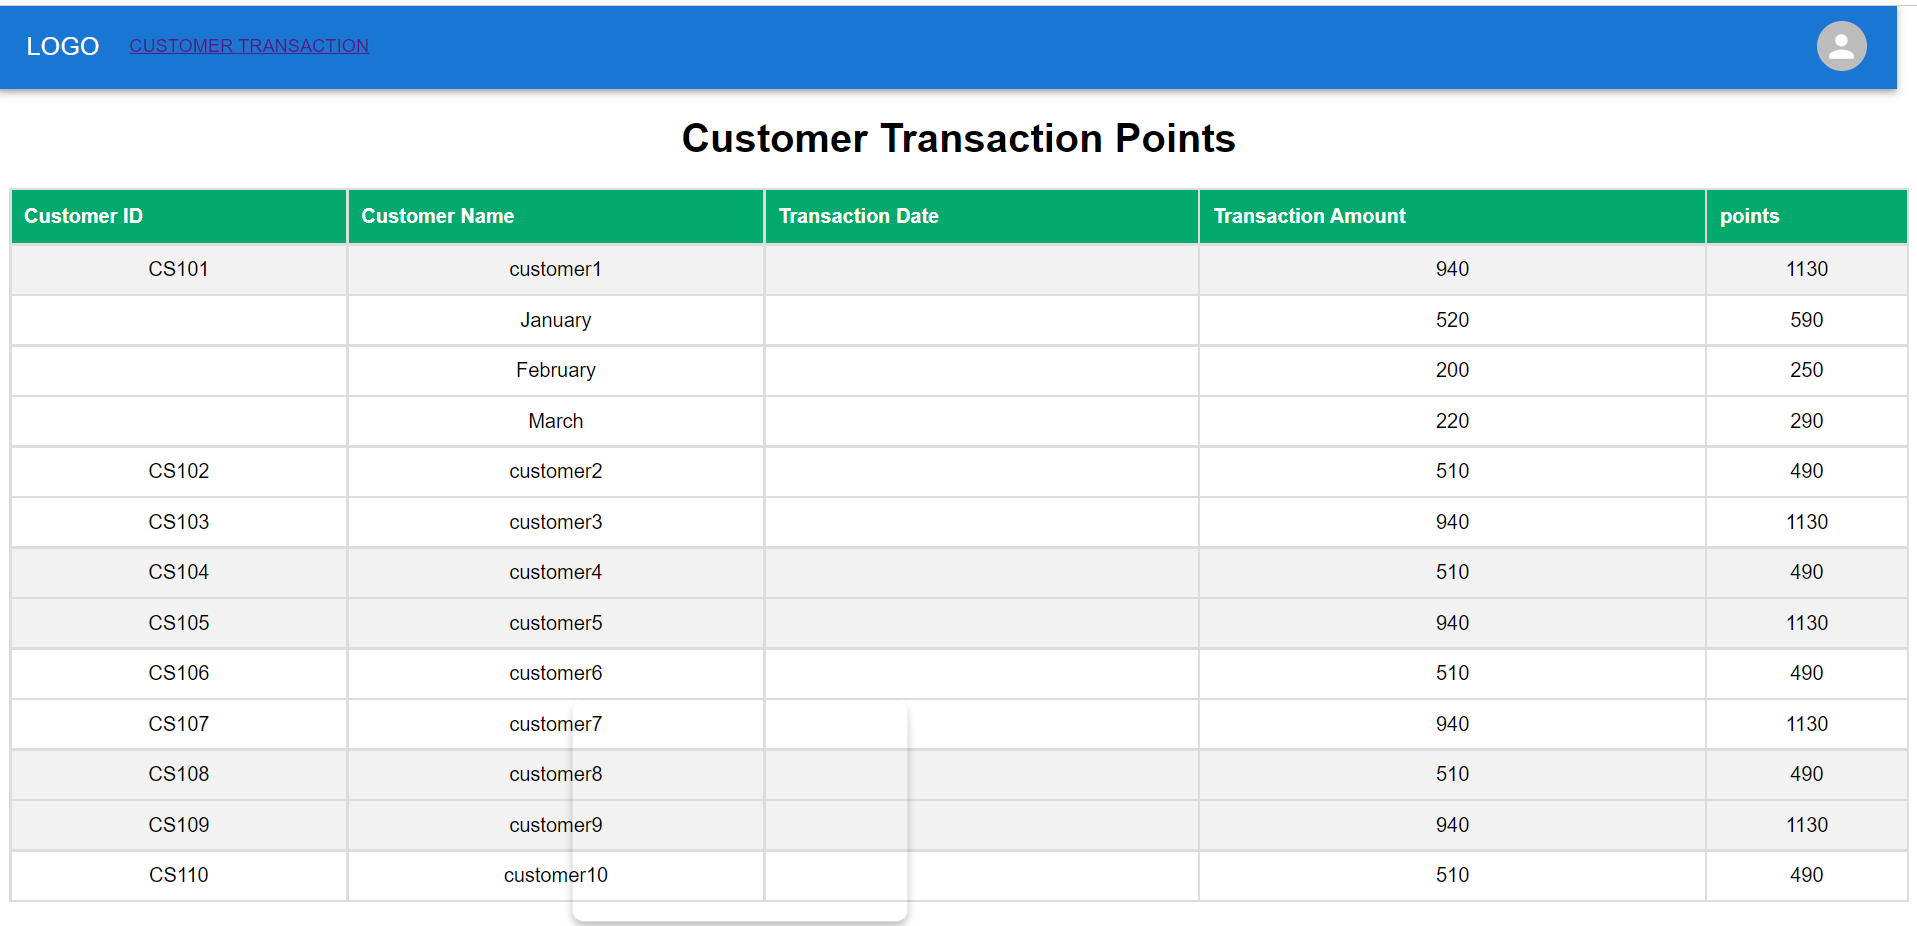 LOGO CUSTOMER TRANSACTION
Customer Transaction Points
Customer ID Customer Name Transaction Date Transaction Amount points
CS101 customer1 940 1130
January 520 590
February 200 250
March 220 290
CS102 customer2 510 490
CS103 customer3 940 1130
CS104 customer4 510 490
CS105 customer5 940 1130
CS106 customer6 510 490
CS107 customer7 940 1130
CS108 customer8 510 490
CS109 customer9 940 1130
CS110 customer10 510 490